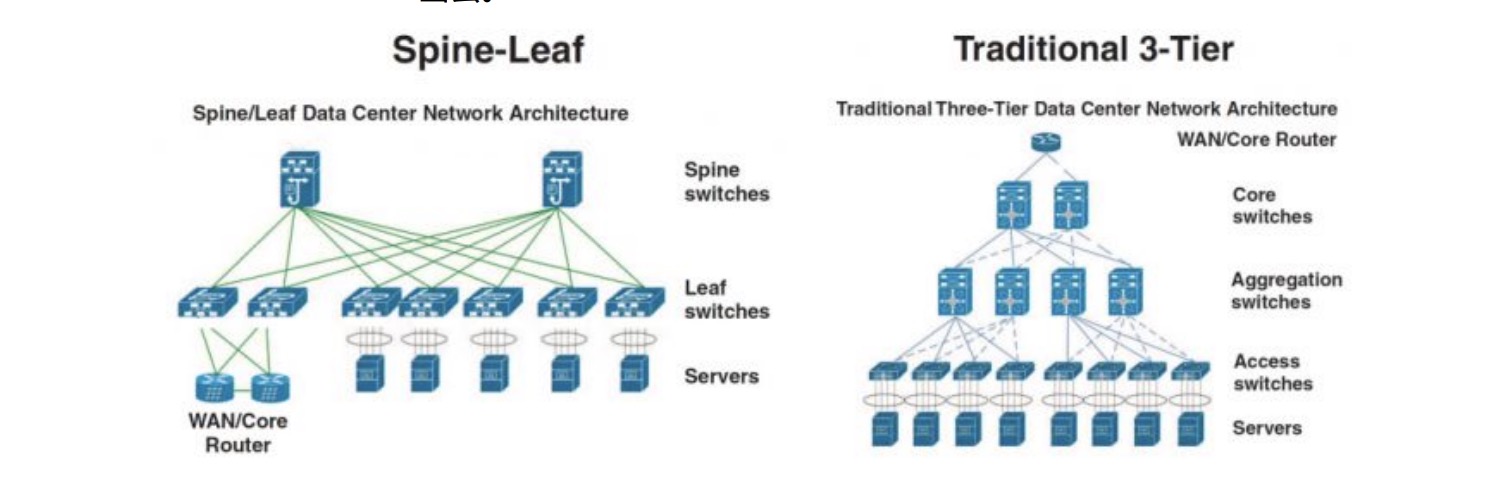 Spine-Leaf
Spine/Leaf Data Center Network Architecture
Spine
switches
Leaf
switches
Servers
WAN/Core
Router
Traditional 3-Tier
Traditional Three-Tier Data Center Network Architecture
WAN/Core Router
Core
switches
Aggregation
switches
Access
switches
Servers